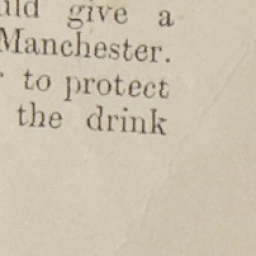 give a
Manchester.
to protect
the drink